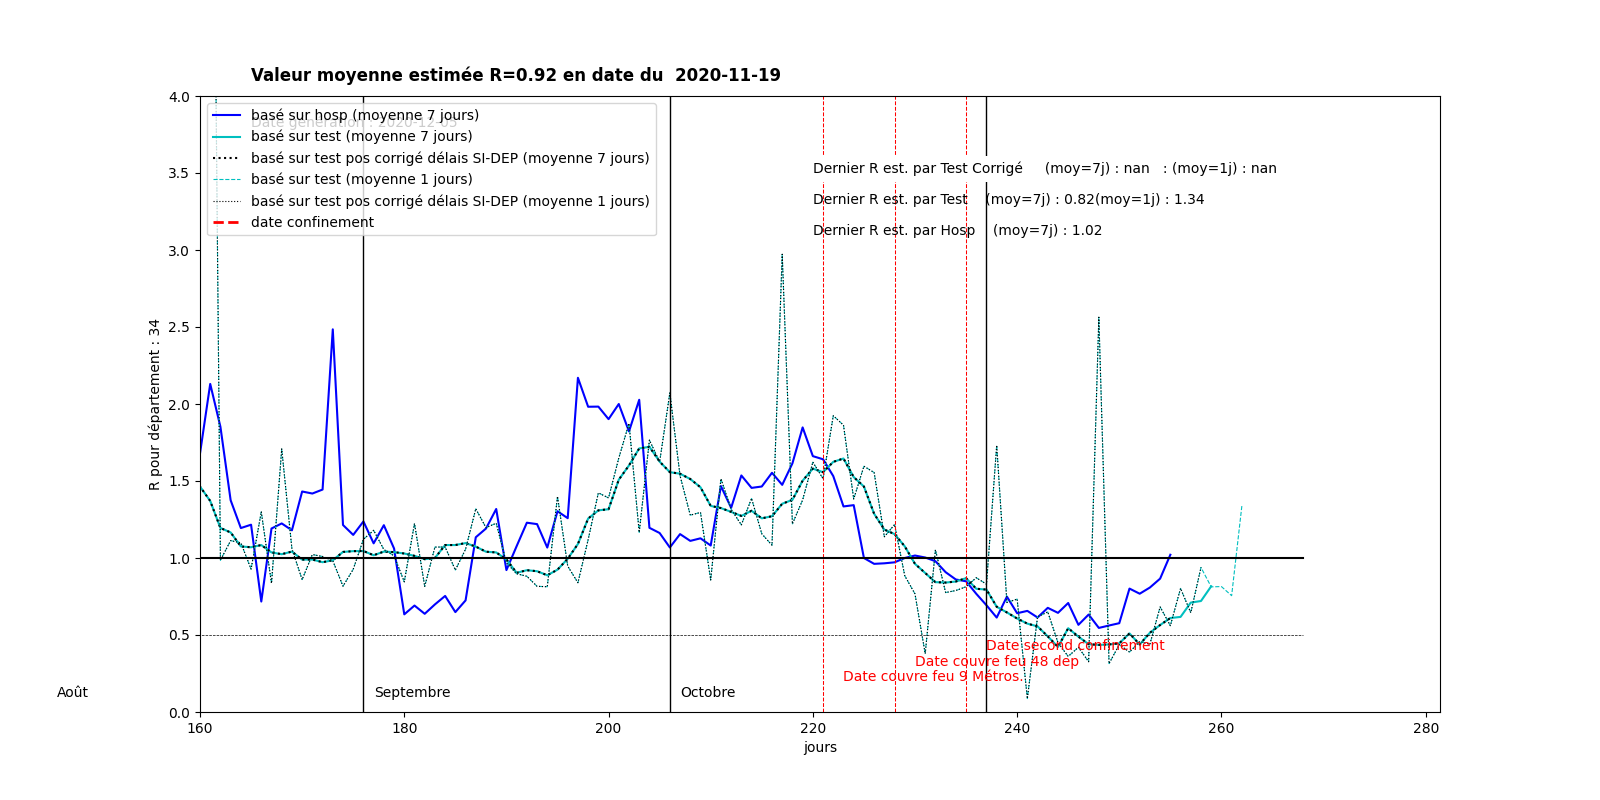 Valeur moyenne estimée R=0.92 en date du  2020-11-19
4.0
3.5
3.0
2.5
2.0
1.5
1.0
0.5
0.0
R pour département : 34
basé sur hosp (moyenne 7 jours)
Date génération : 2020-12-05
basé sur test (moyenne 7 jours)
basé sur test pos corrigé délais SI-DEP (moyenne 7 jours)
basé sur test (moyenne 1 jours)
basé sur test pos corrigé délais SI-DEP (moyenne 1 jours)
date confinement
Dernier R est. par Test Corrigé     (moy=7j) : nan   : (moy=1j) : nan
Dernier R est. par Test    (moy=7j) : 0.82(moy=1j) : 1.34
Dernier R est. par Hosp    (moy=7j) : 1.02
Date second confinement
Date couvre feu 48 dep
Date couvre feu 9 Métros.
Août
Septembre
Octobre
160
180
200
220
240
260
280
jours